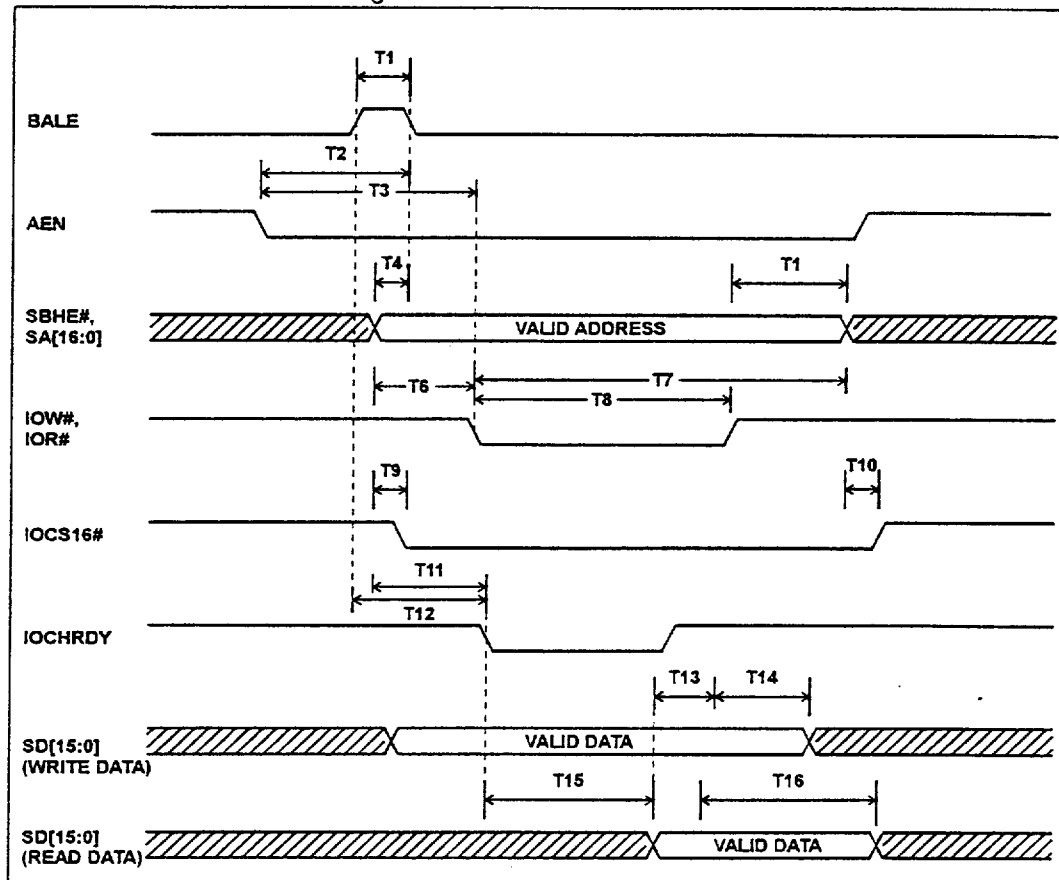 T1
BALE
T2
T3
AEN
T4
T1
SBHE#,
SA[16:0]
VALID ADDRESS
T6
T7
T8
IOW#,
IOR#
T9
T10
IOCS16#
T11
T12
IOCHRDY
T13
T14
SD[15:0]
(WRITE DATA)
VALID DATA
T15
T16
SD[15:0]
(READ DATA)
VALID DATA